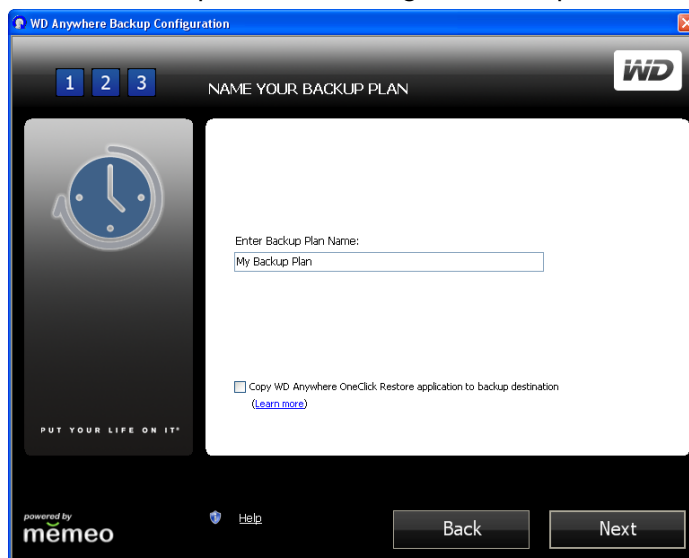 WD Anywhere Backup Configuration
1 2 3
NAME YOUR BACKUP PLAN
WD
Enter Backup Plan Name:
My Backup Plan
Copy WD Anywhere OneClick Restore application to backup destination
(Learn more)
PUT YOUR LIFE ON IT®
powered by
memeo
Help
Back
Next